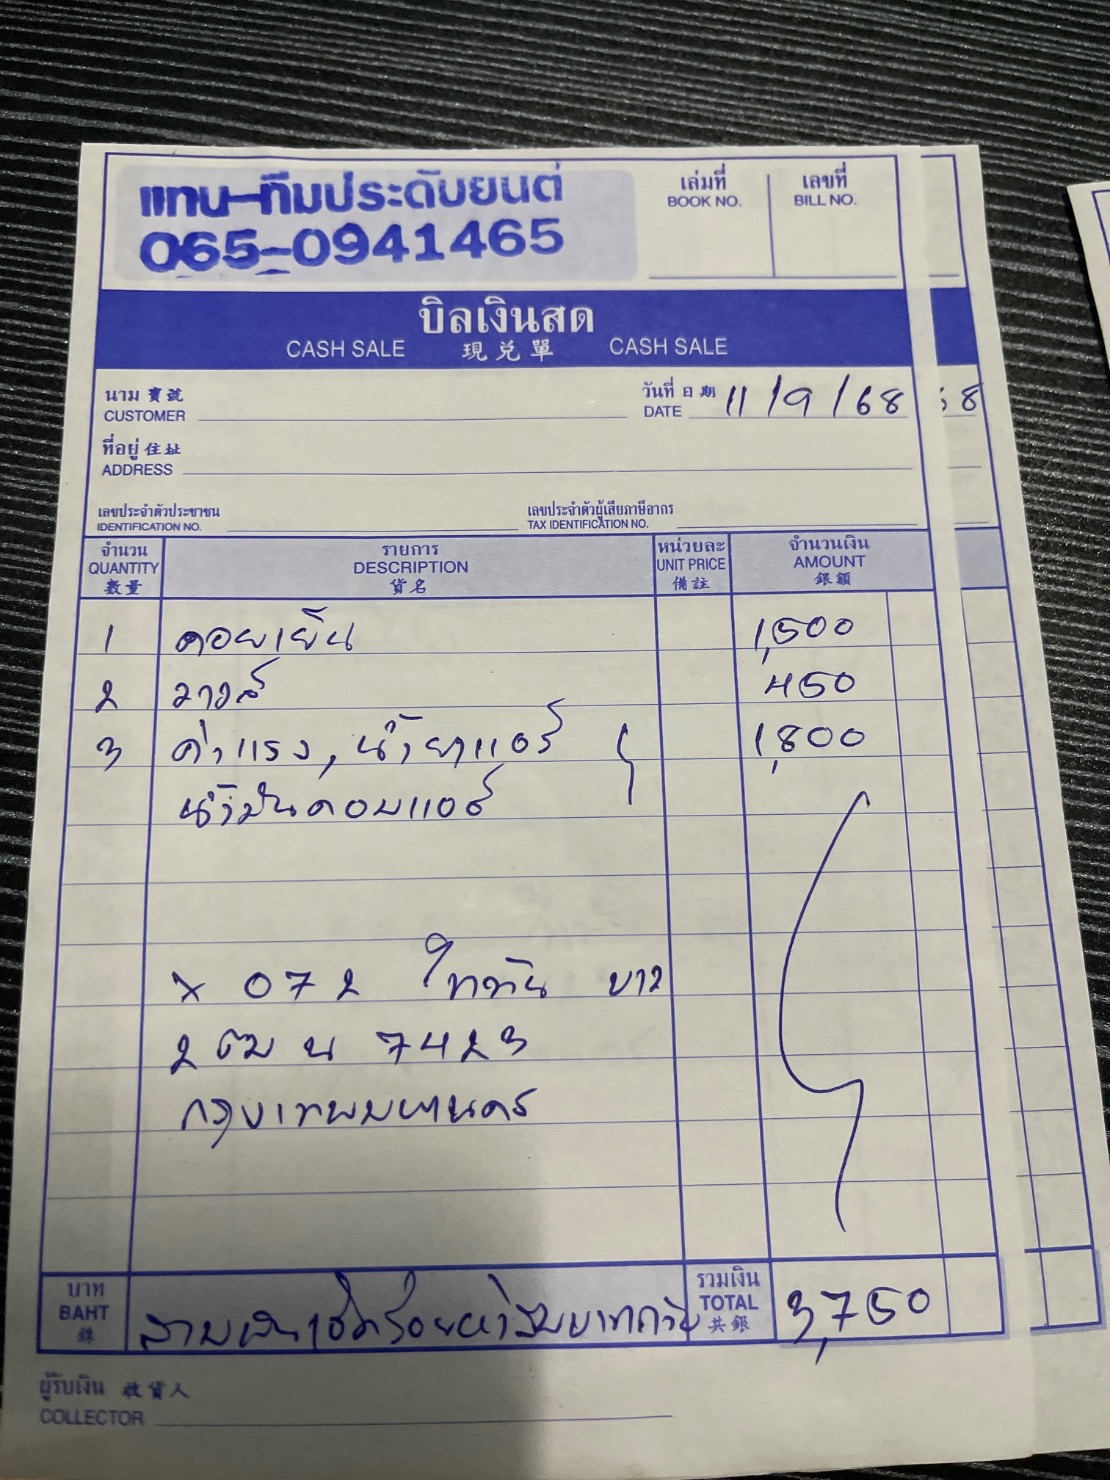 แทน-ทีมประดับยนต์
065-0941465
เล่มที่
BOOK NO.
เลขที่
BILL NO.
บิลเงินสด
CASH SALE 現兌單 CASH SALE
นาม 寶號
CUSTOMER
วันที่ 日期
DATE 11/9/68
68
ที่อยู่ 住址
ADDRESS
เลขประจำตัวประชาชน
IDENTIFICATION NO.
เลขประจำตัวผู้เสียภาษีอากร
TAX IDENTIFICATION NO.
จำนวน
QUANTITY
數量
รายการ
DESCRIPTION
貨名
หน่วยละ
UNIT PRICE
備註
จำนวนเงิน
AMOUNT
銀額
1 คอยเย็น 1,500
2 วาวล์ 450
3 ค่าแรง, น้ำยาแอร์ 1,800
น้ำมันคอมแอร์
x 072 ไททัน ขาว
2ฒน 7423
กรุงเทพมหานคร
บาท
BAHT
銖
สามพันเจ็ดร้อยห้าสิบบาทถ้วน
รวมเงิน
TOTAL
共銀
3,750
ผู้รับเงิน 收貨人
COLLECTOR